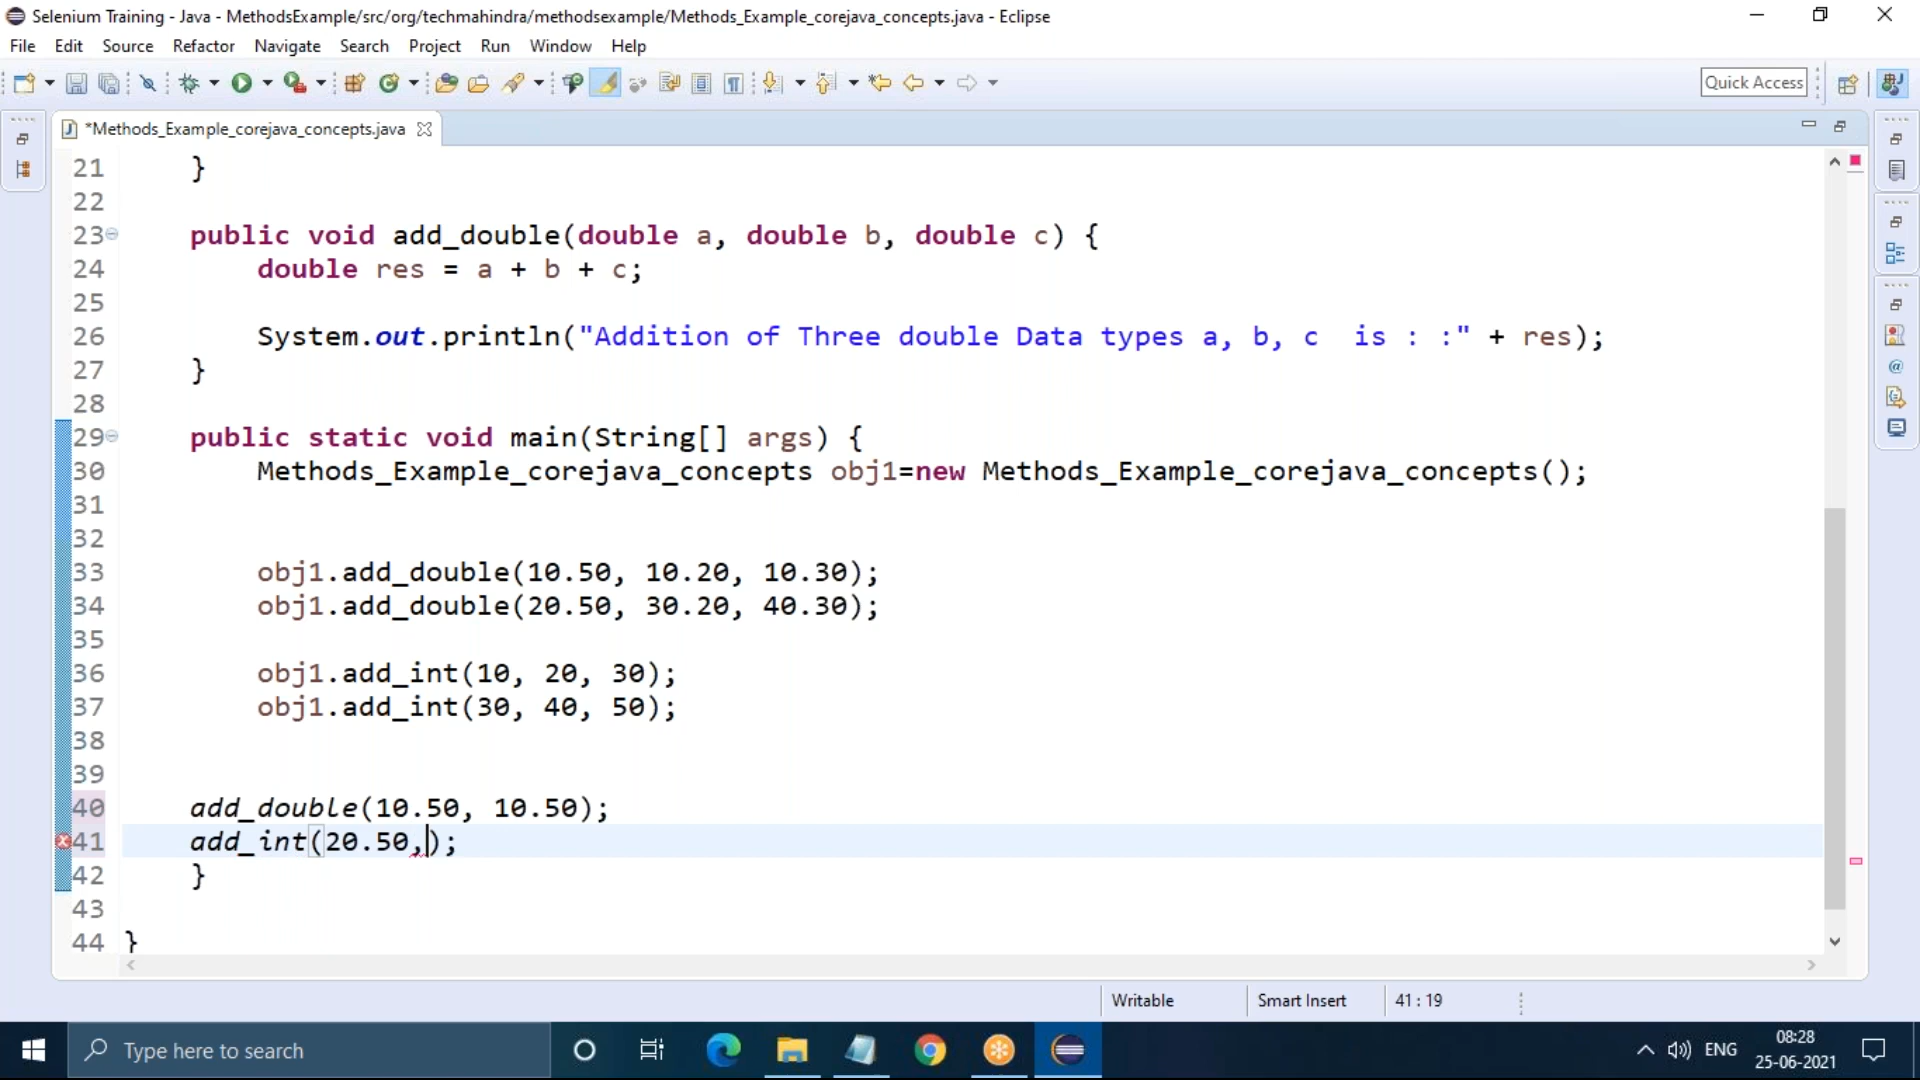 Selenium Training - Java - MethodsExample/src/org/techmahindra/methodsexample/Methods_Example_corejava_concepts.java - Eclipse
File Edit Source Refactor Navigate Search Project Run Window Help
Quick Access
*Methods_Example_corejava_concepts.java
21 }
22
23 public void add_double(double a, double b, double c) {
24 double res = a + b + c;
25
26 System.out.println("Addition of Three double Data types a, b, c  is : :" + res);
27 }
28
29 public static void main(String[] args) {
30 Methods_Example_corejava_concepts obj1=new Methods_Example_corejava_concepts();
31
32
33 obj1.add_double(10.50, 10.20, 10.30);
34 obj1.add_double(20.50, 30.20, 40.30);
35
36 obj1.add_int(10, 20, 30);
37 obj1.add_int(30, 40, 50);
38
39
40 add_double(10.50, 10.50);
41 add_int(20.50,);
42 }
43
44 }
Writable Smart Insert 41 : 19
Type here to search
ENG
08:28
25-06-2021